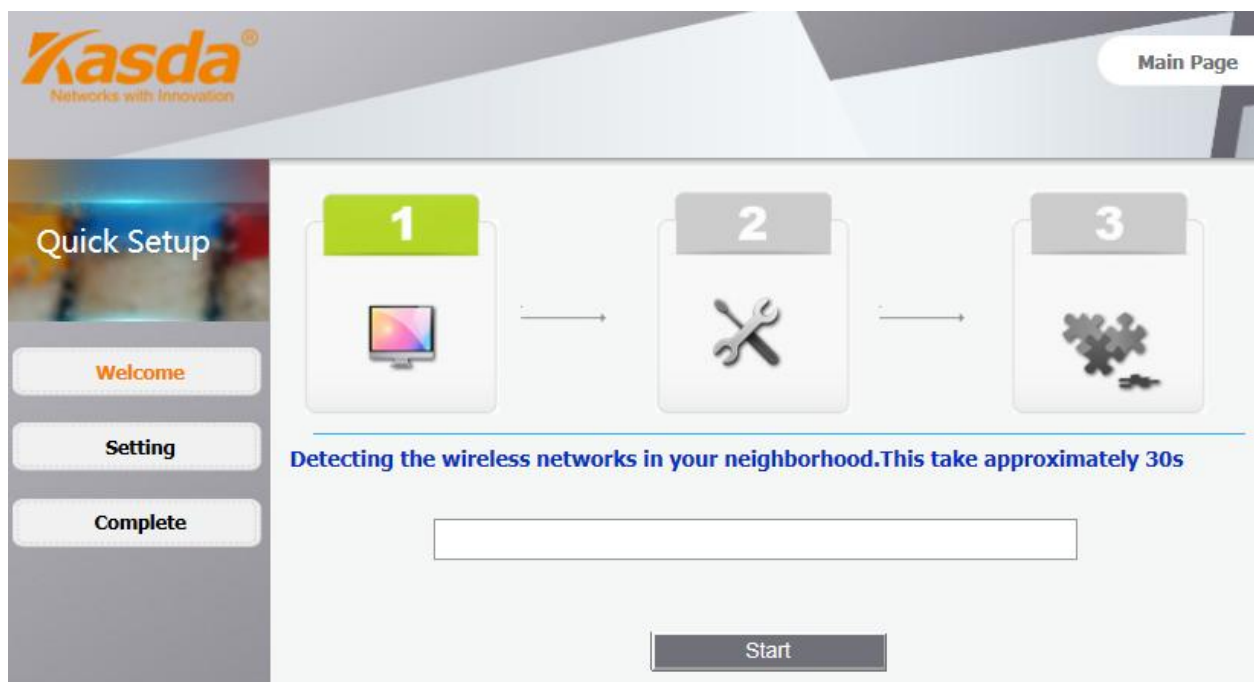 Kasda®
Networks with Innovation
Main Page
Quick Setup
1
2
3
Welcome
Setting
Complete
Detecting the wireless networks in your neighborhood.This take approximately 30s
Start